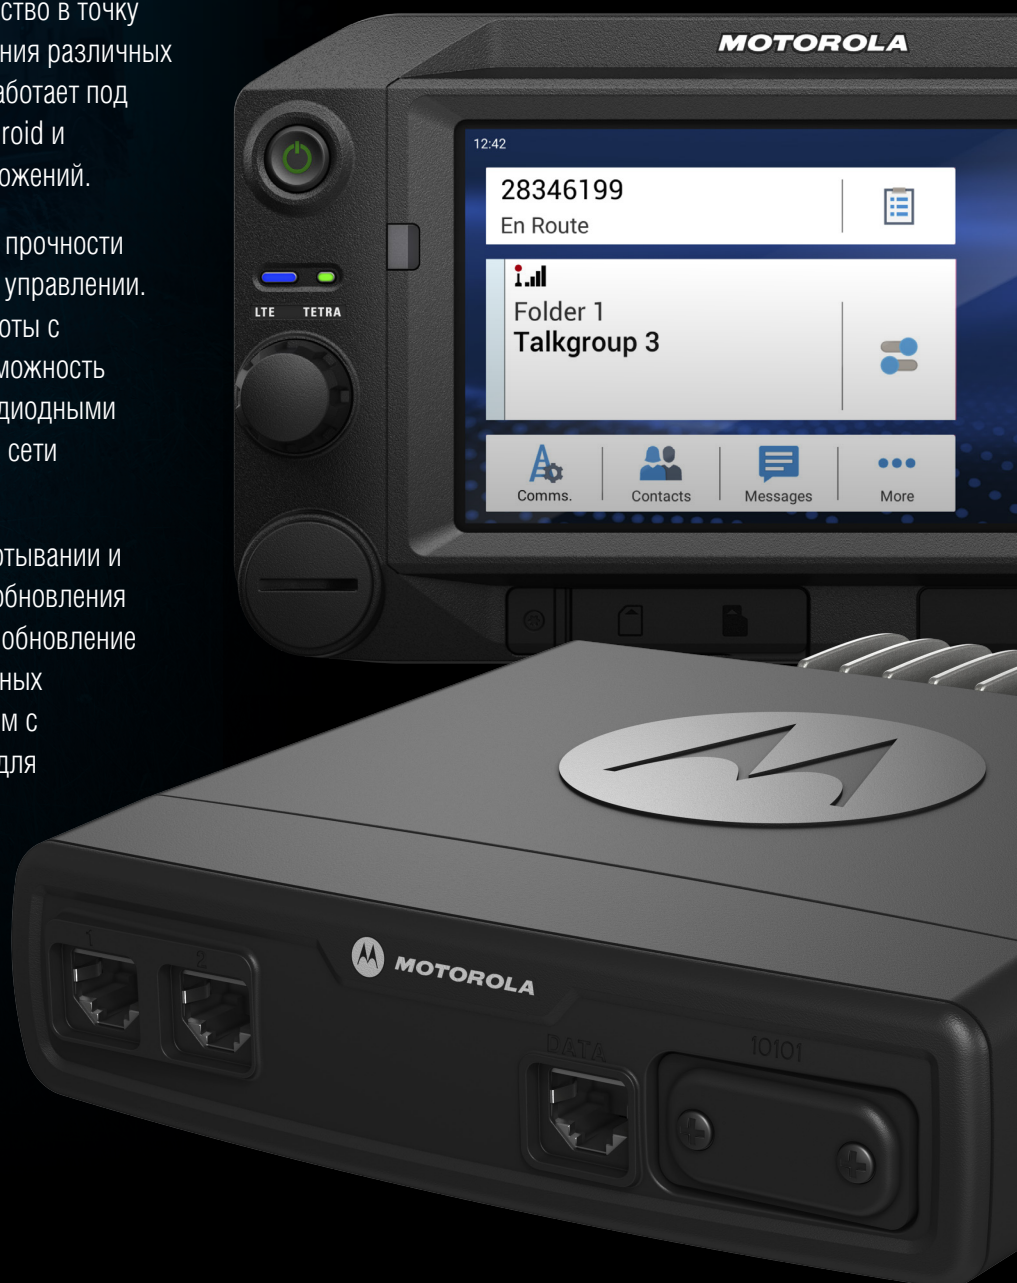 ство в точку
ния различных
аботает под
roid и
ожений.
прочности
управлении.
оты с
можность
диодными
сети
отывании и
обновления
обновление
ных
м с
для
MOTOROLA
12:42
28346199
En Route
Folder 1
Talkgroup 3
Comms.
Contacts
Messages
More
LTE
TETRA
1
2
MOTOROLA
DATA
10101